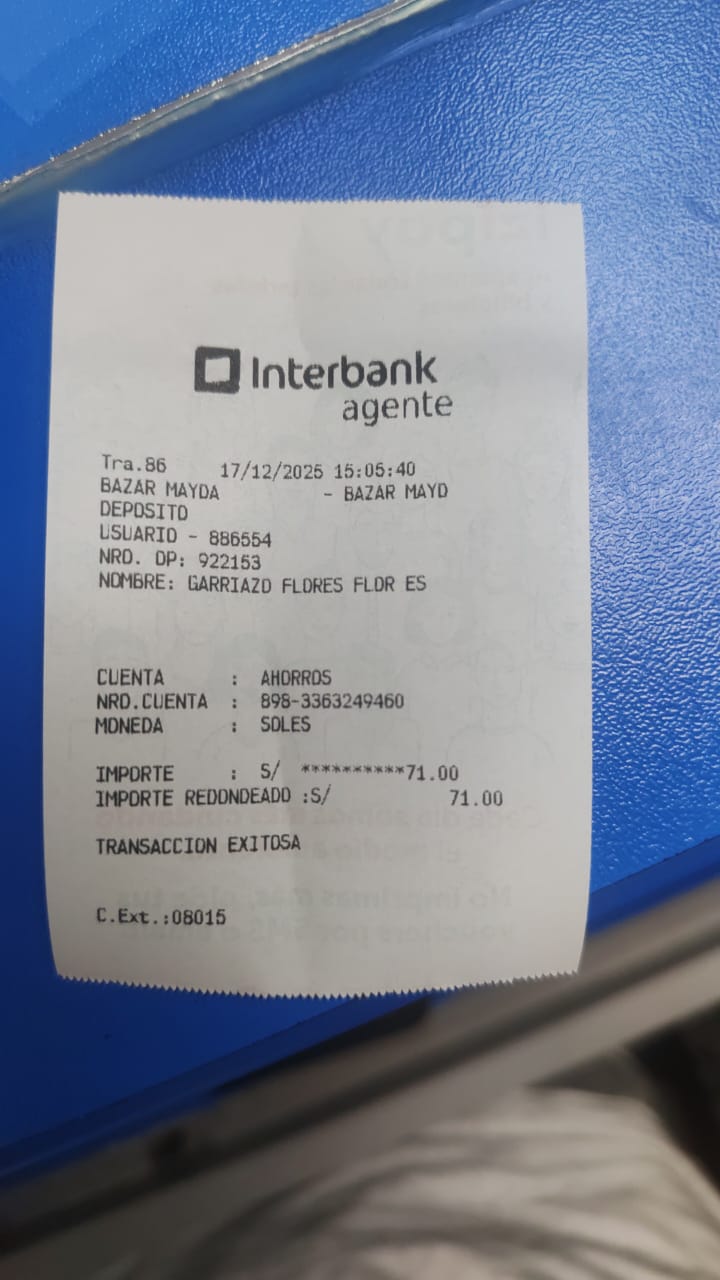 Interbank
agente
Tra.86 17/12/2025 15:05:40
BAZAR MAYDA - BAZAR MAYD
DEPOSITO
USUARIO - 886554
NRO. OP: 922153
NOMBRE: GARRIAZO FLORES FLOR ES
CUENTA : AHORROS
NRO.CUENTA : 898-3363249460
MONEDA : SOLES
IMPORTE : S/ **********71.00
IMPORTE REDONDEADO :S/ 71.00
TRANSACCION EXITOSA
C.Ext.:08015